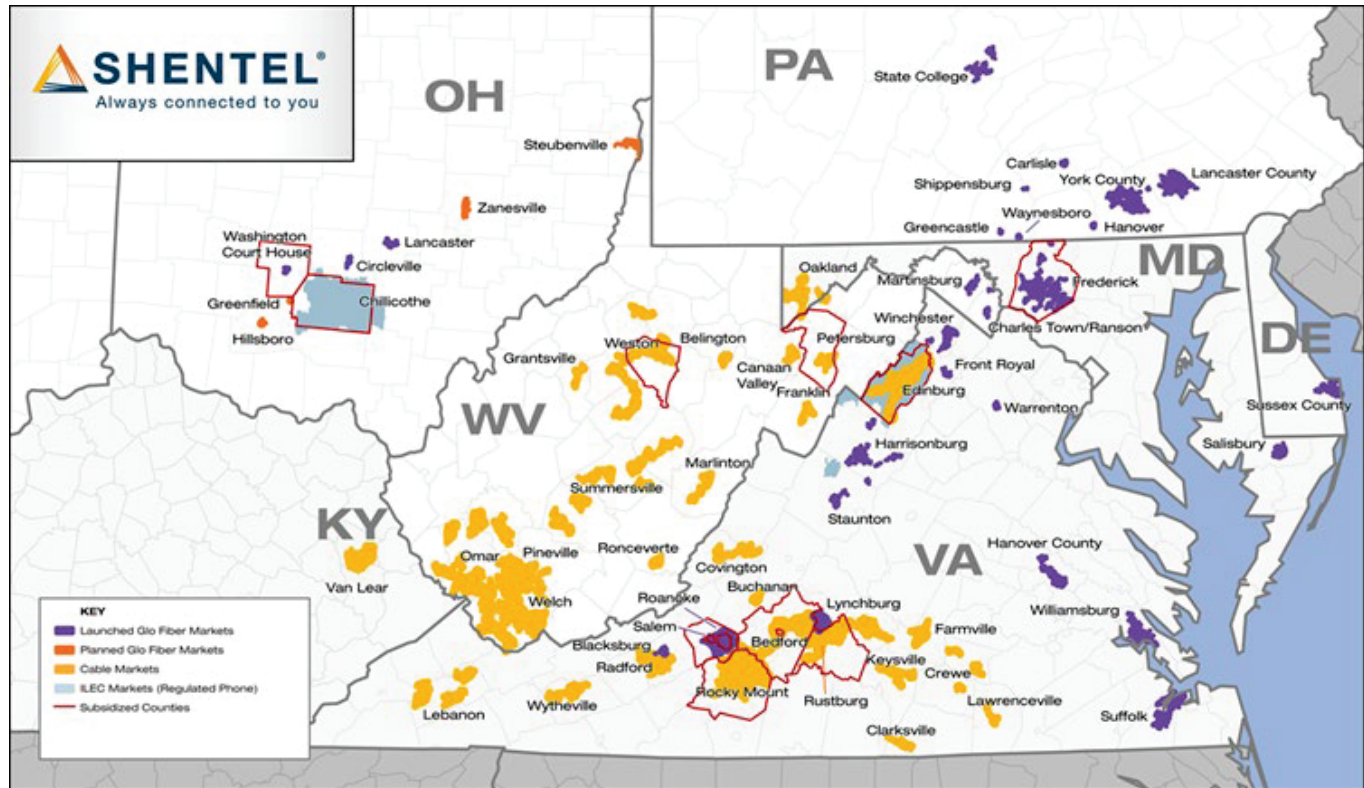 SHENTEL®
Always connected to you
OH
PA
State College
Steubenville
Carlisle
York County
Lancaster County
Shippensburg
Zanesville
Waynesboro
Greencastle
Hanover
Washington
Court House
Lancaster
Circleville
MD
Oakland
Martinsburg
Frederick
Greenfield
Chillicothe
Hillsboro
Winchester
Charles Town/Ranson
Weston
Belington
Petersburg
DE
Grantsville
Canaan
Valley
Front Royal
Franklin
Edinburg
Sussex County
WV
Warrenton
Harrisonburg
Salisbury
Marlinton
Summersville
Staunton
KY
Hanover County
Omar
Pineville
Ronceverte
VA
Covington
Van Lear
Buchanan
Welch
Roanoke
Lynchburg
Williamsburg
Salem
Farmville
Blacksburg
Bedford
Radford
Keysville
Crewe
Rocky Mount
Rustburg
Lawrenceville
Lebanon
Wytheville
Suffolk
Clarksville
KEY
Launched Glo Fiber Markets
Planned Glo Fiber Markets
Cable Markets
ILEC Markets (Regulated Phone)
Subsidized Counties